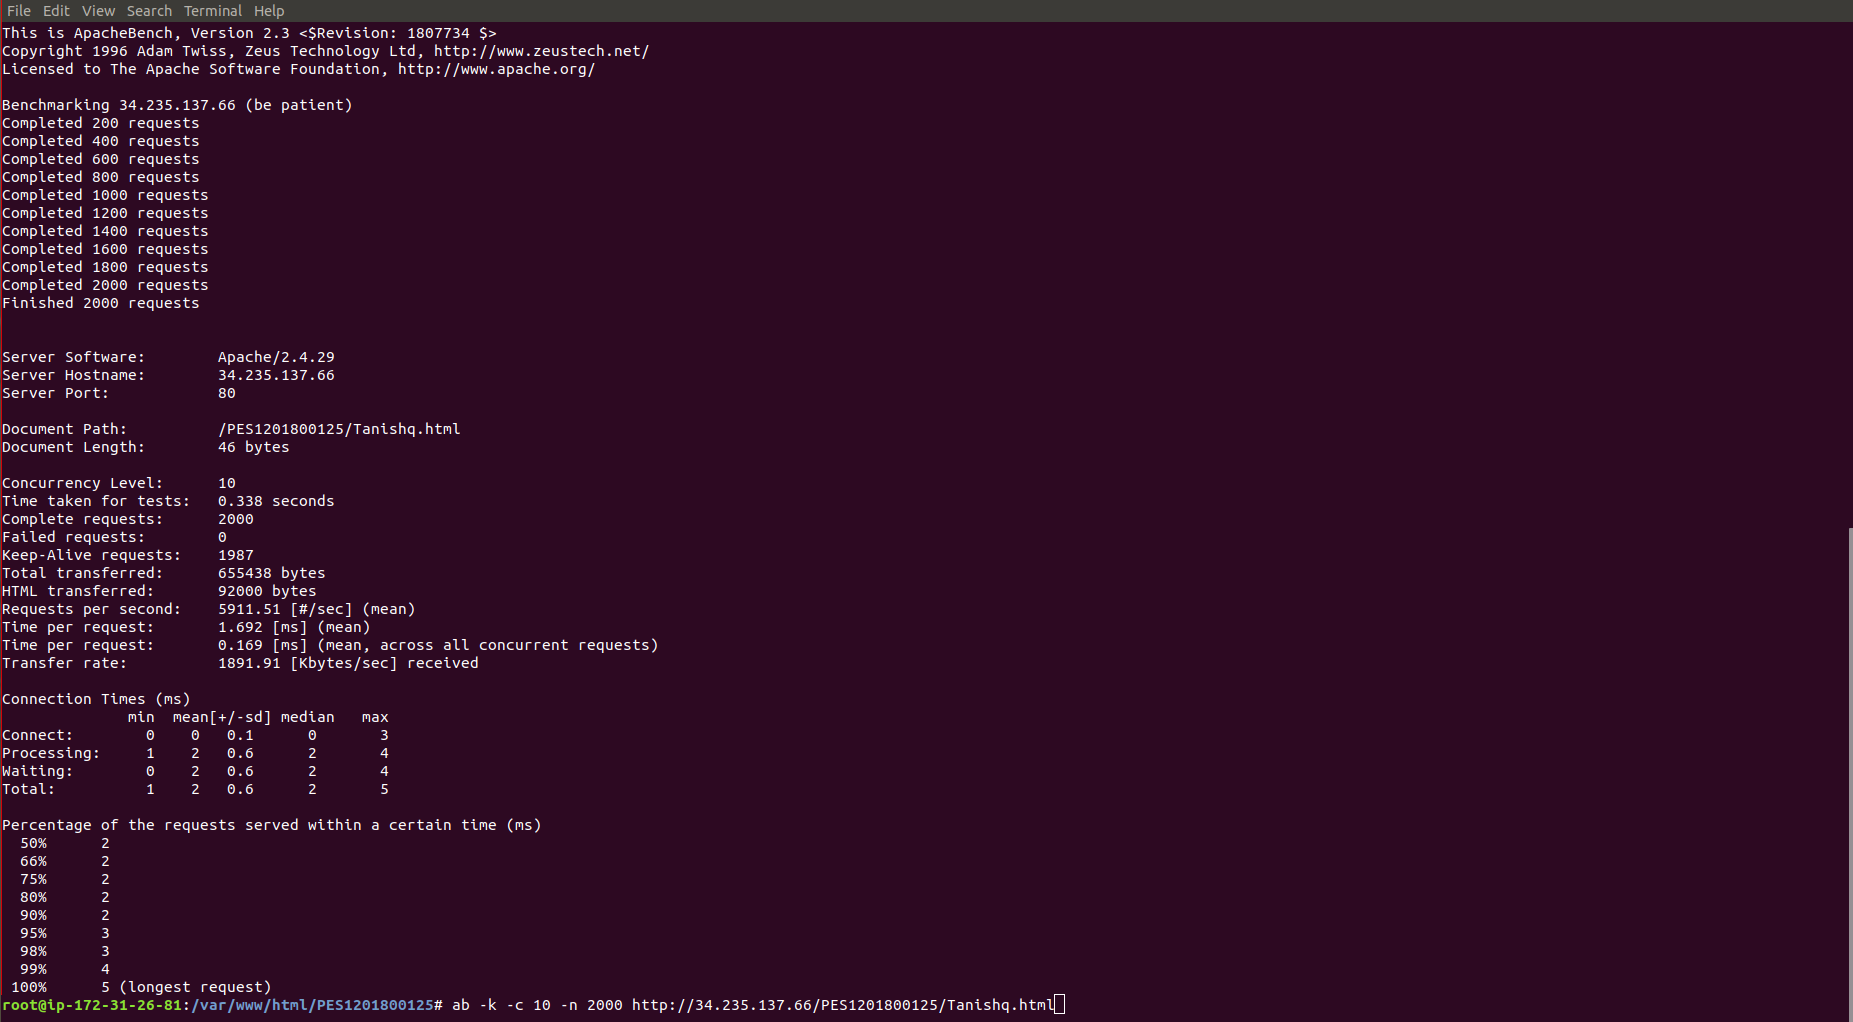 File Edit View Search Terminal Help
This is ApacheBench, Version 2.3 <$Revision: 1807734 $>
Copyright 1996 Adam Twiss, Zeus Technology Ltd, http://www.zeustech.net/
Licensed to The Apache Software Foundation, http://www.apache.org/

Benchmarking 34.235.137.66 (be patient)
Completed 200 requests
Completed 400 requests
Completed 600 requests
Completed 800 requests
Completed 1000 requests
Completed 1200 requests
Completed 1400 requests
Completed 1600 requests
Completed 1800 requests
Completed 2000 requests
Finished 2000 requests


Server Software:        Apache/2.4.29
Server Hostname:        34.235.137.66
Server Port:            80

Document Path:          /PES1201800125/Tanishq.html
Document Length:        46 bytes

Concurrency Level:      10
Time taken for tests:   0.338 seconds
Complete requests:      2000
Failed requests:        0
Keep-Alive requests:    1987
Total transferred:      655438 bytes
HTML transferred:       92000 bytes
Requests per second:    5911.51 [#/sec] (mean)
Time per request:       1.692 [ms] (mean)
Time per request:       0.169 [ms] (mean, across all concurrent requests)
Transfer rate:          1891.91 [Kbytes/sec] received

Connection Times (ms)
              min  mean[+/-sd] median   max
Connect:        0    0   0.1      0       3
Processing:     1    2   0.6      2       4
Waiting:        0    2   0.6      2       4
Total:          1    2   0.6      2       5

Percentage of the requests served within a certain time (ms)
  50%      2
  66%      2
  75%      2
  80%      2
  90%      2
  95%      3
  98%      3
  99%      4
 100%      5 (longest request)
root@ip-172-31-26-81:/var/www/html/PES1201800125# ab -k -c 10 -n 2000 http://34.235.137.66/PES1201800125/Tanishq.html